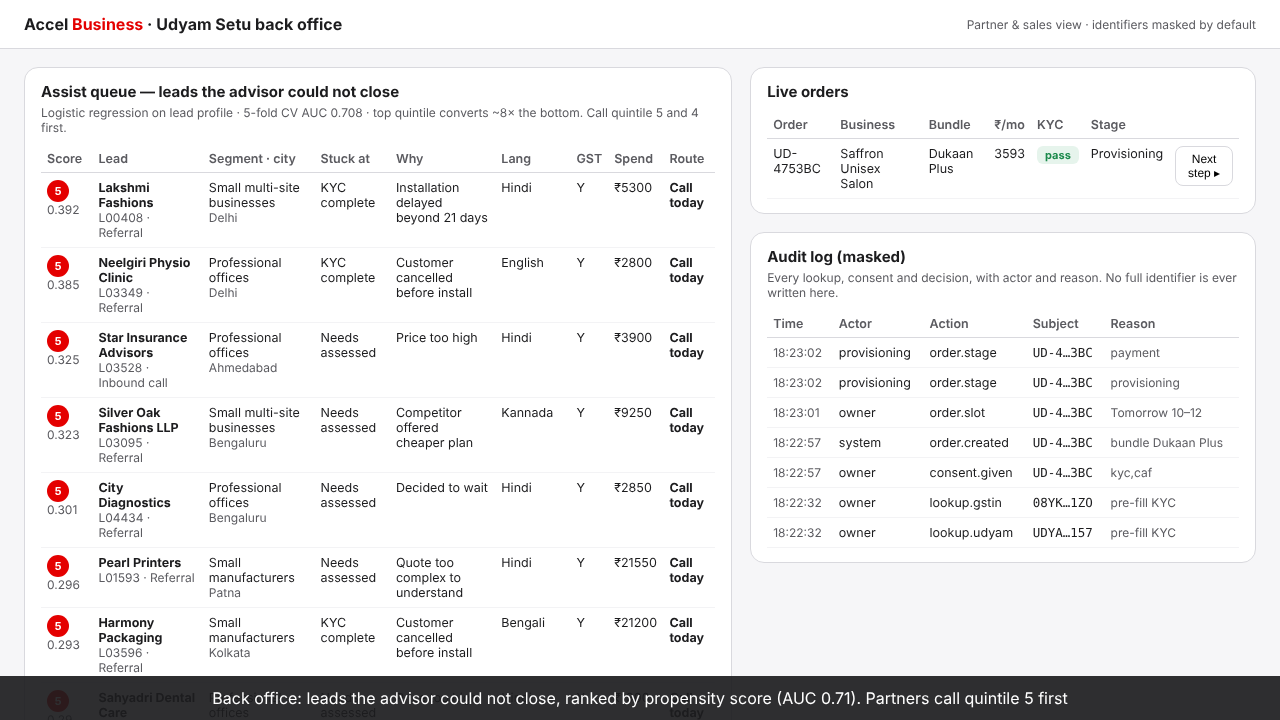 Accel Business · Udyam Setu back office
Partner & sales view · identifiers masked by default
Assist queue — leads the advisor could not close
Logistic regression on lead profile · 5-fold CV AUC 0.708 · top quintile converts ~8× the bottom. Call quintile 5 and 4
first.
Score Lead Segment · city Stuck at Why Lang GST Spend Route
5 Lakshmi Small multi-site KYC Installation Hindi Y ₹5300 Call
0.392 Fashions businesses complete delayed today
L00408 · Delhi beyond 21 days
Referral
5 Neelgiri Physio Professional KYC Customer English Y ₹2800 Call
0.385 Clinic offices complete cancelled today
L03349 · Delhi before install
Referral
5 Star Insurance Professional Needs Price too high Hindi Y ₹3900 Call
0.325 Advisors offices assessed today
L03528 · Ahmedabad
Inbound call
5 Silver Oak Small multi-site Needs Competitor Kannada Y ₹9250 Call
0.323 Fashions LLP businesses assessed offered today
L03095 · Bengaluru cheaper plan
Referral
5 City Professional Needs Decided to wait Hindi Y ₹2850 Call
0.301 Diagnostics offices assessed today
L04434 · Bengaluru
Referral
5 Pearl Printers Small Needs Quote too Hindi Y ₹21550 Call
0.296 L01593 · Referral manufacturers assessed complex to today
Patna understand
5 Harmony Small KYC Customer Bengali Y ₹21200 Call
0.293 Packaging manufacturers complete cancelled today
L03596 · Kolkata before install
Referral
5 Sahyadri Dental
Care offices assessed today
Live orders
Order Business Bundle ₹/mo KYC Stage
UD- Saffron Dukaan 3593 pass Provisioning Next
4753BC Unisex Plus step ▸
Salon
Audit log (masked)
Every lookup, consent and decision, with actor and reason. No full identifier is ever
written here.
Time Actor Action Subject Reason
18:23:02 provisioning order.stage UD-4…3BC payment
18:23:02 provisioning order.stage UD-4…3BC provisioning
18:23:01 owner order.slot UD-4…3BC Tomorrow 10–12
18:22:57 system order.created UD-4…3BC bundle Dukaan Plus
18:22:57 owner consent.given UD-4…3BC kyc,caf
18:22:32 owner lookup.gstin 08YK…1ZO pre-fill KYC
18:22:32 owner lookup.udyam UDYA…157 pre-fill KYC
Back office: leads the advisor could not close, ranked by propensity score (AUC 0.71). Partners call quintile 5 first